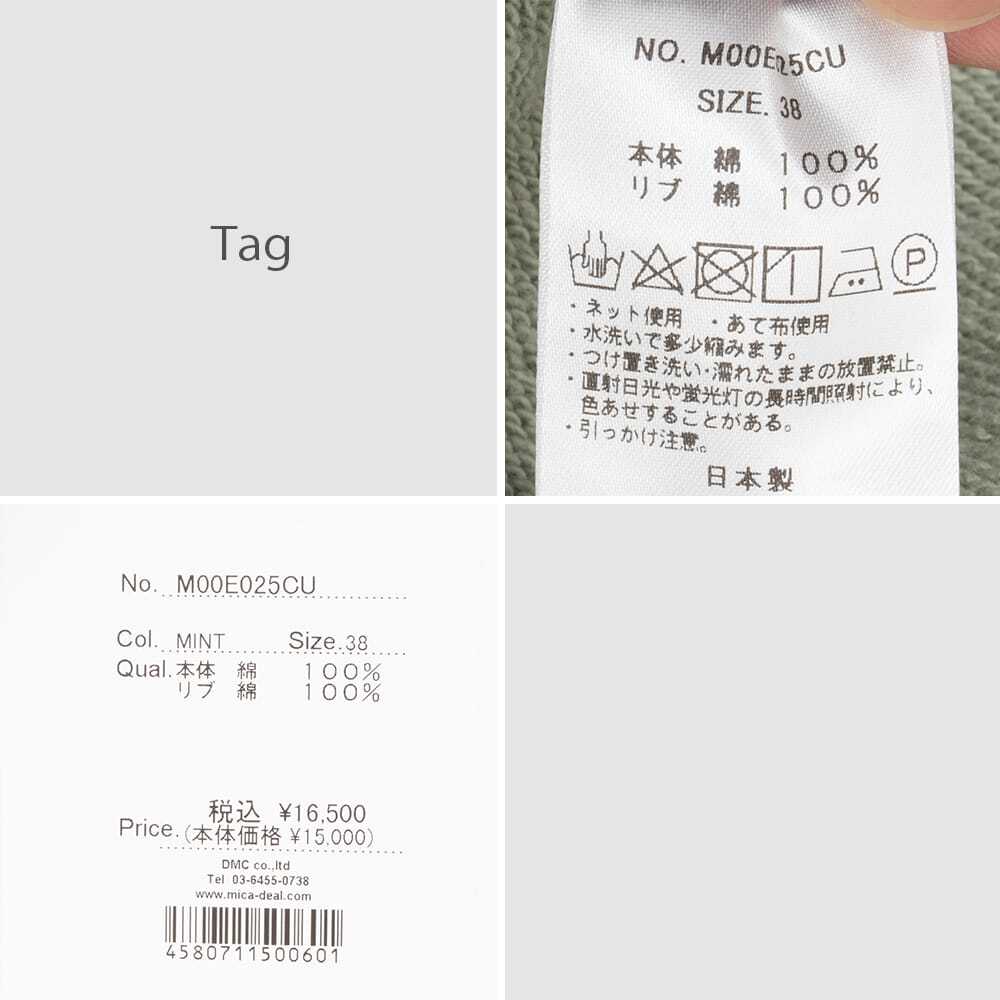 Tag
NO. M00E025CU
SIZE. 38
本体 綿 100%
リブ 綿 100%
P
・ネット使用 ・あて布使用
・水洗いで多少縮みます。
・つけ置き洗い・濡れたままの放置禁止。
・直射日光や蛍光灯の長時間照射により、
色あせすることがある。
・引っかけ注意。
日本製
No. M00E025CU
Col. MINT Size.38
Qual.本体 綿 100%
リブ 綿 100%
税込 ¥16,500
Price.(本体価格 ¥15,000)
DMC co.,ltd
Tel 03-6455-0738
www.mica-deal.com
4580711500601